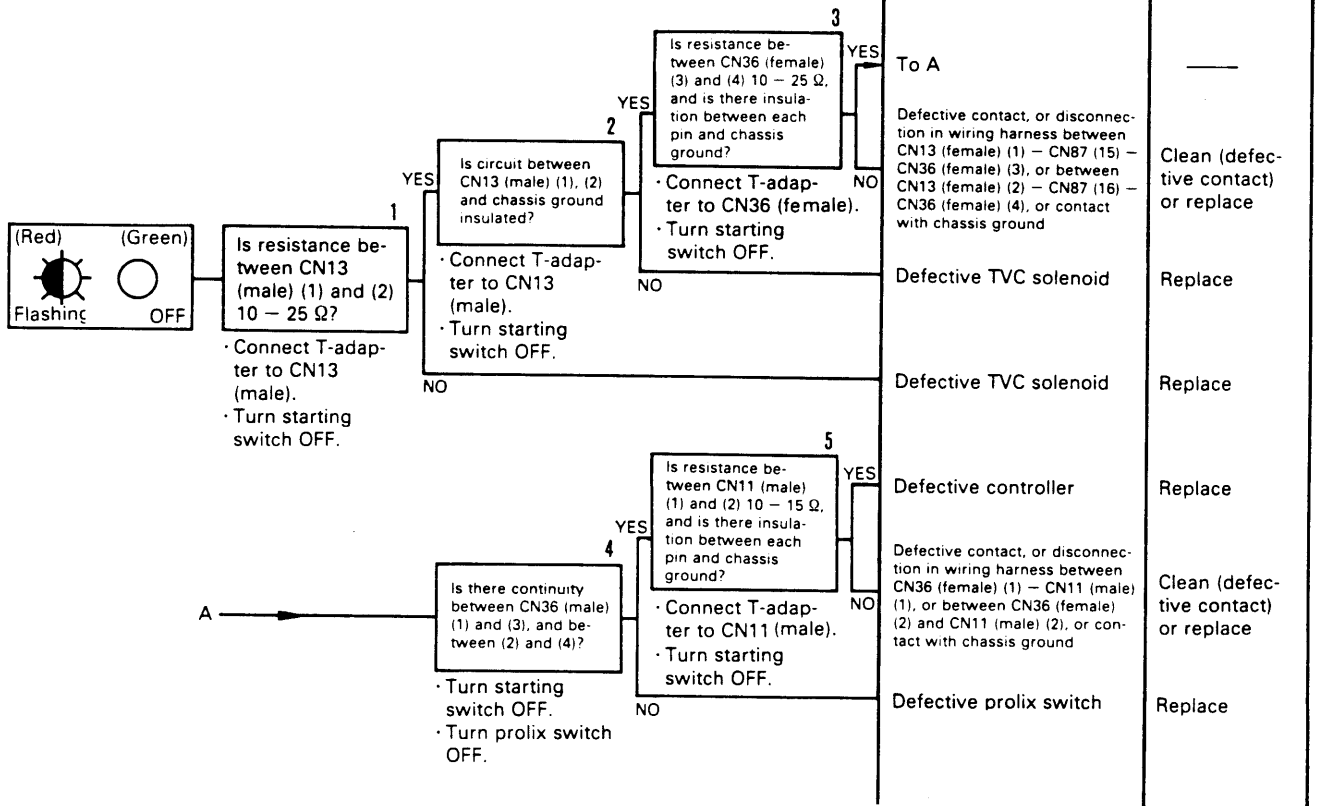 (Red)
(Green)
Flashing
OFF
1
Is resistance be-
tween CN13
(male) (1) and (2)
10 – 25 Ω?
· Connect T-adap-
ter to CN13
(male).
· Turn starting
switch OFF.
YES
NO
2
Is circuit between
CN13 (male) (1), (2)
and chassis ground
insulated?
· Connect T-adap-
ter to CN13
(male).
· Turn starting
switch OFF.
YES
NO
3
Is resistance be-
tween CN36 (female)
(3) and (4) 10 – 25 Ω,
and is there insula-
tion between each
pin and chassis
ground?
· Connect T-adap-
ter to CN36 (female).
· Turn starting
switch OFF.
YES
NO
To A
—
Defective contact, or disconnec-
tion in wiring harness between
CN13 (female) (1) – CN87 (15) –
CN36 (female) (3), or between
CN13 (female) (2) – CN87 (16) –
CN36 (female) (4), or contact
with chassis ground
Clean (defec-
tive contact)
or replace
Defective TVC solenoid
Replace
Defective TVC solenoid
Replace
A
4
Is there continuity
between CN36 (male)
(1) and (3), and be-
tween (2) and (4)?
· Turn starting
switch OFF.
· Turn prolix switch
OFF.
YES
NO
5
Is resistance be-
tween CN11 (male)
(1) and (2) 10 – 15 Ω,
and is there insula-
tion between each
pin and chassis
ground?
· Connect T-adap-
ter to CN11 (male).
· Turn starting
switch OFF.
YES
NO
Defective controller
Replace
Defective contact, or disconnec-
tion in wiring harness between
CN36 (female) (1) – CN11 (male)
(1), or between CN36 (female)
(2) and CN11 (male) (2), or con-
tact with chassis ground
Clean (defec-
tive contact)
or replace
Defective prolix switch
Replace